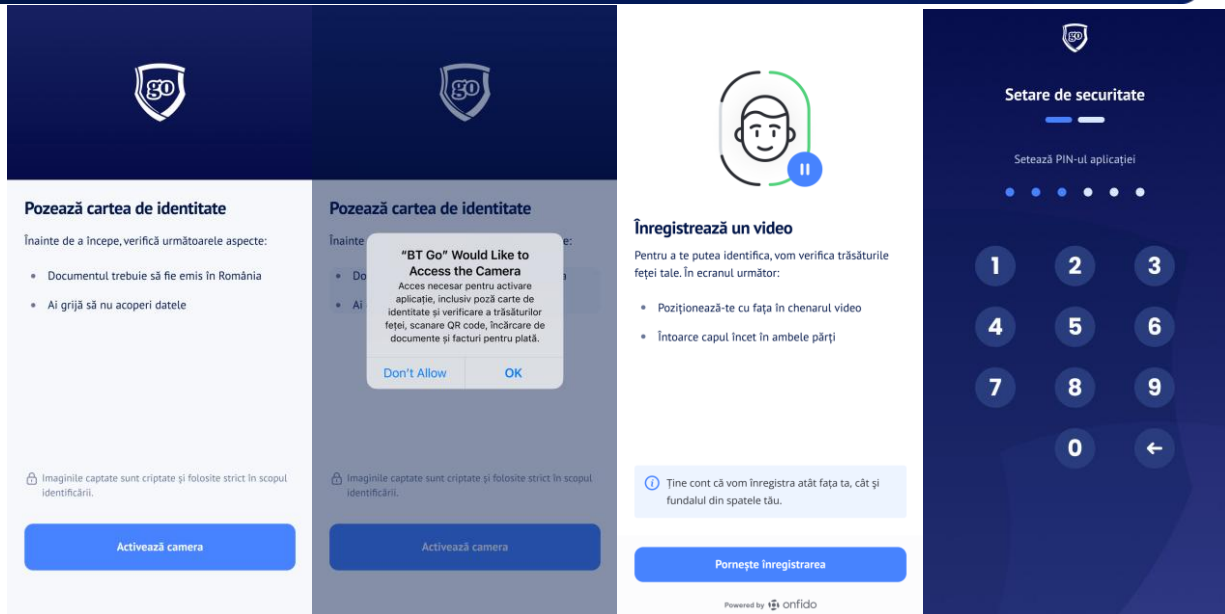 go
Pozează cartea de identitate
Înainte de a începe, verifică următoarele aspecte:
Documentul trebuie să fie emis în România
Ai grijă să nu acoperi datele
Imaginile captate sunt criptate și folosite strict în scopul
identificării.
Activează camera
go
Pozează cartea de identitate
Înainte
e:
Do
a
Ai
"BT Go" Would Like to
Access the Camera
Acces necesar pentru activare
aplicație, inclusiv poză carte de
identitate și verificare a trăsăturilor
feței, scanare QR code, încărcare de
documente și facturi pentru plată.
Don't Allow
OK
Imaginile captate sunt criptate și folosite strict în scopul
identificării.
Activează camera
Înregistrează un video
Pentru a te putea identifica, vom verifica trăsăturile
feței tale. În ecranul următor:
Poziționează-te cu fața în chenarul video
Întoarce capul încet în ambele părți
Ține cont că vom înregistra atât fața ta, cât și
fundalul din spatele tău.
Pornește înregistrarea
Powered by onfido
go
Setare de securitate
Setează PIN-ul aplicației
1 2 3
4 5 6
7 8 9
0 ←